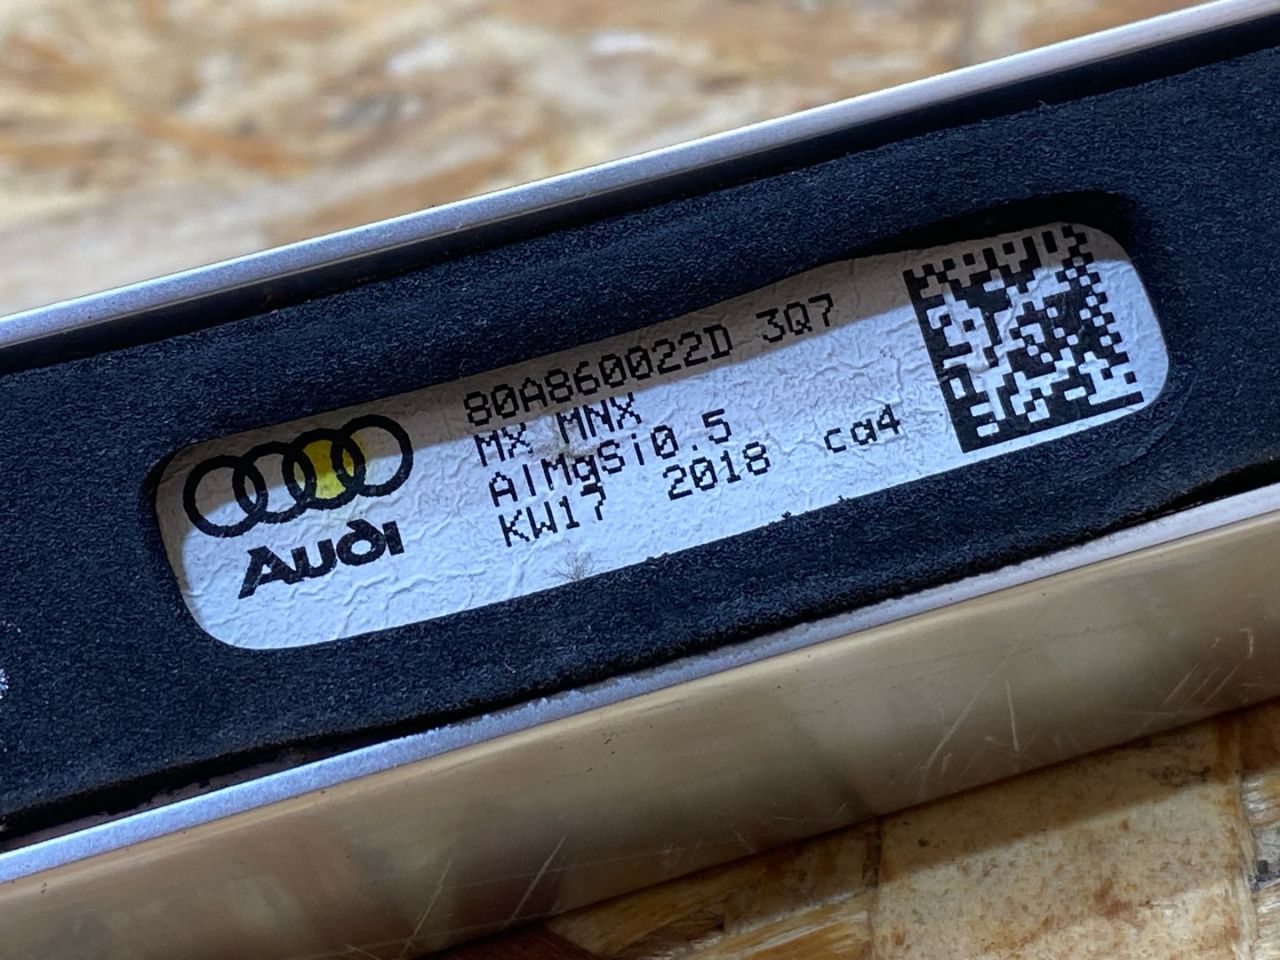 Audi
80A860022D 3Q7
MX MNX
AlMgSi0.5
KW17 2018 ca4